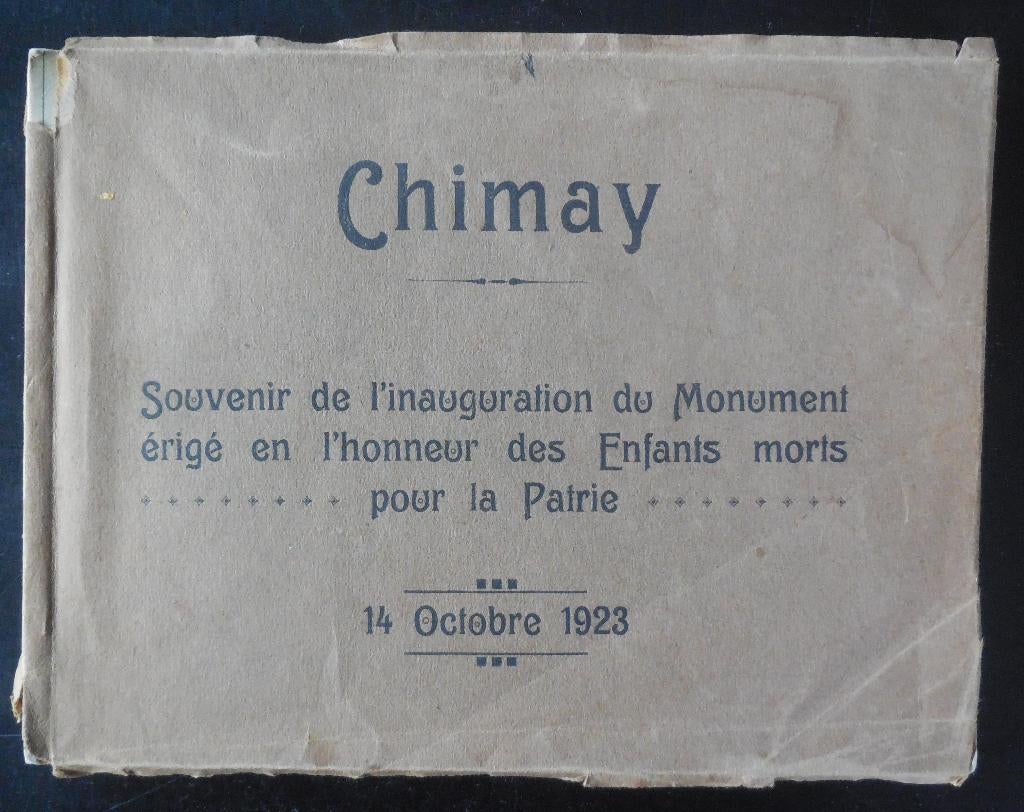 Chimay
Souvenir de l'inauguration du Monument
érigé en l'honneur des Enfants morts
pour la Patrie
14 Octobre 1923